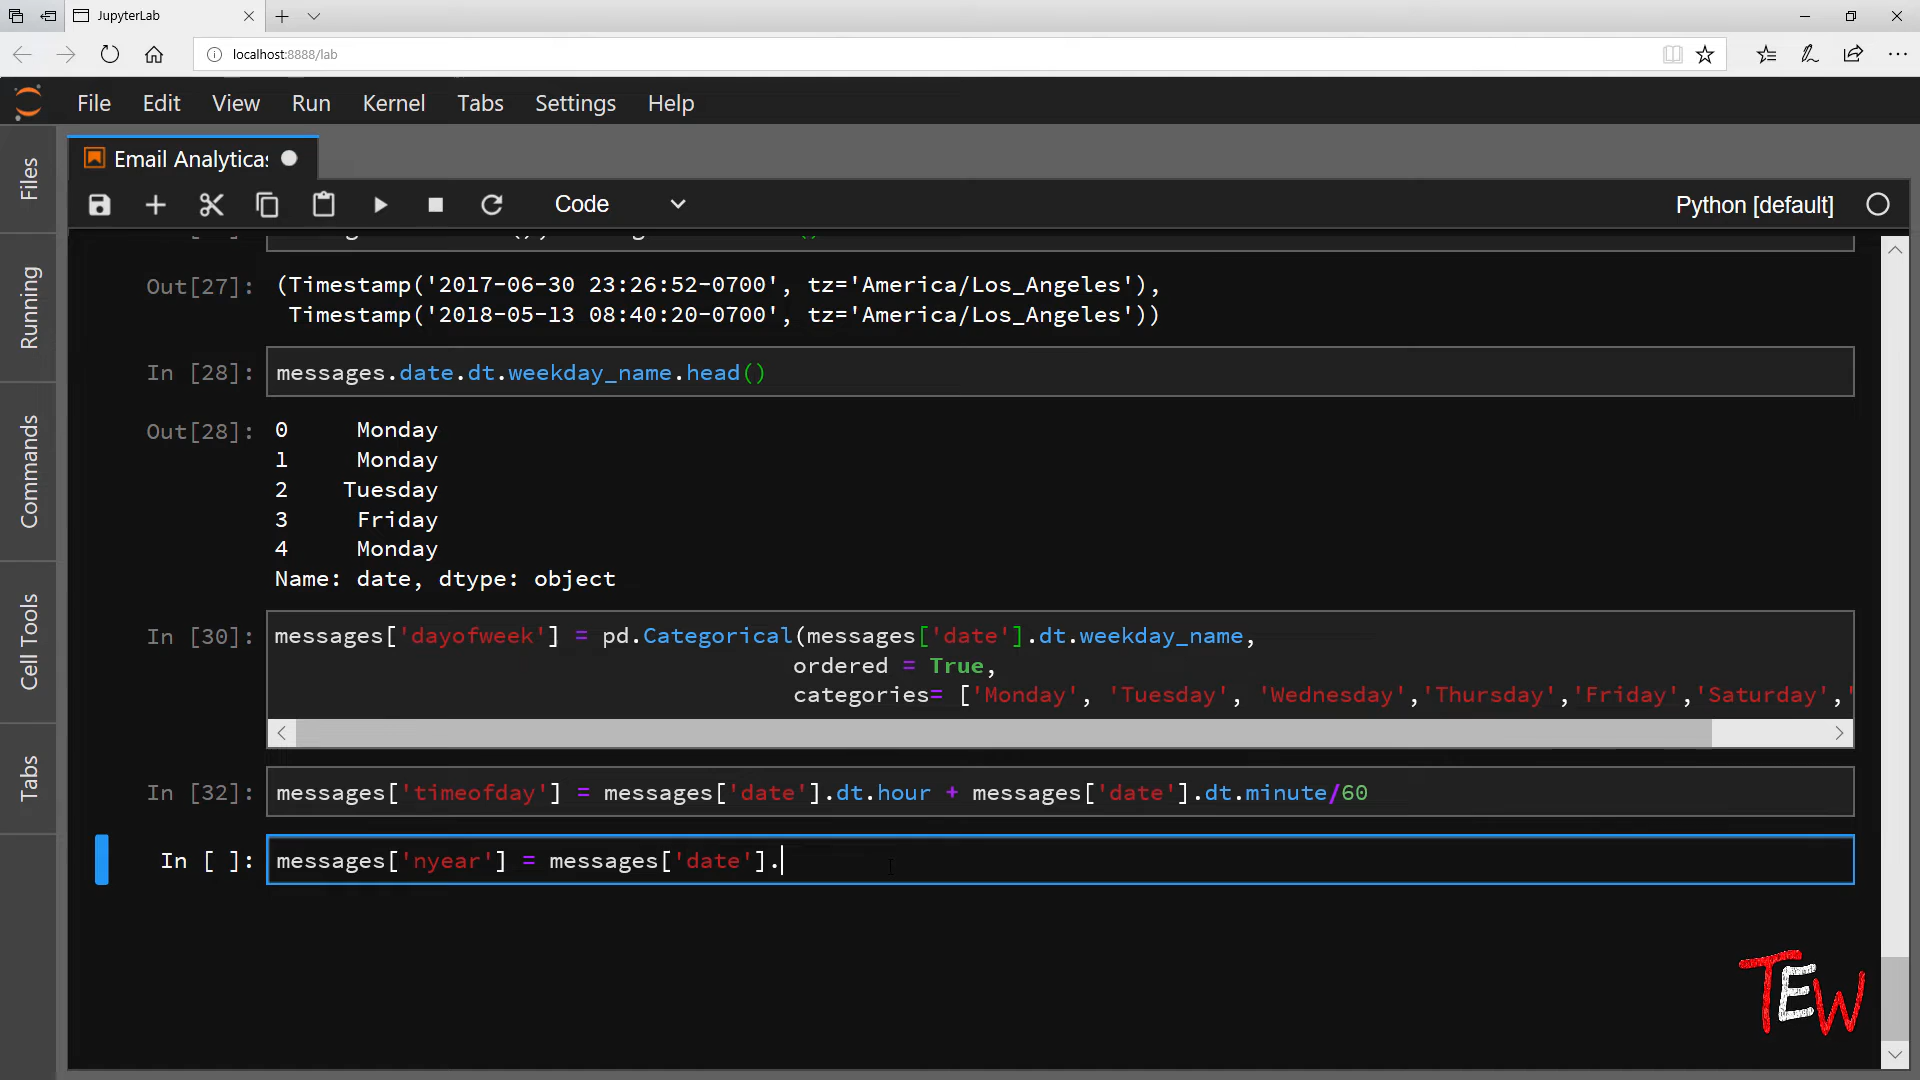 JupyterLab
localhost:8888/lab
File Edit View Run Kernel Tabs Settings Help
Email Analyticas
Code
Python [default]
Files
Running
Commands
Cell Tools
Tabs
Out[27]: (Timestamp('2017-06-30 23:26:52-0700', tz='America/Los_Angeles'),
Timestamp('2018-05-13 08:40:20-0700', tz='America/Los_Angeles'))
In [28]: messages.date.dt.weekday_name.head()
Out[28]: 0 Monday
1 Monday
2 Tuesday
3 Friday
4 Monday
Name: date, dtype: object
In [30]: messages['dayofweek'] = pd.Categorical(messages['date'].dt.weekday_name,
ordered = True,
categories= ['Monday', 'Tuesday', 'Wednesday','Thursday','Friday','Saturday','
In [32]: messages['timeofday'] = messages['date'].dt.hour + messages['date'].dt.minute/60
In [ ]: messages['nyear'] = messages['date'].
TEW